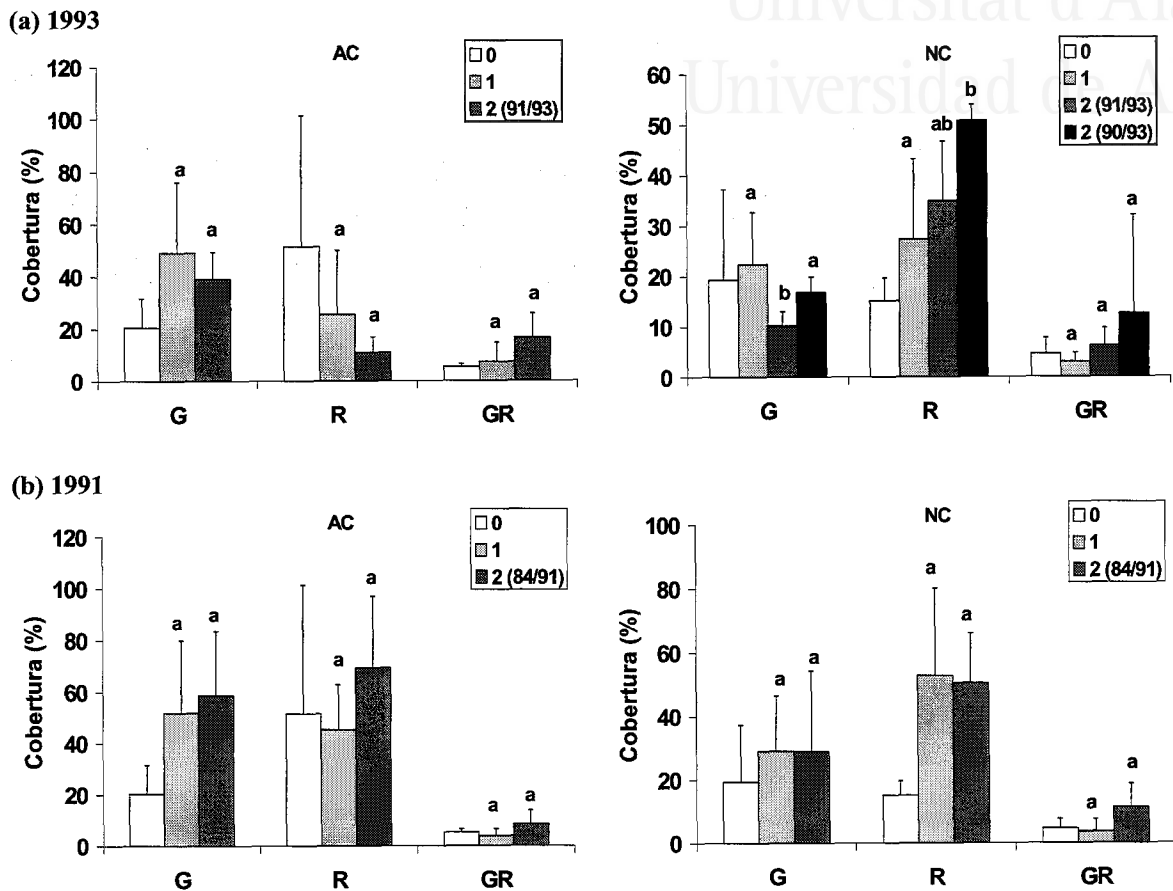 Universitat d'Al
Universidad de A
(a) 1993
AC
0
1
2 (91/93)
Cobertura (%)
120
100
80
60
40
20
0
a
a
a
a
a
a
G
R
GR
NC
0
1
2 (91/93)
2 (90/93)
Cobertura (%)
60
50
40
30
20
10
0
a
b
a
a
ab
b
a
a
a
G
R
GR
(b) 1991
AC
0
1
2 (84/91)
Cobertura (%)
120
100
80
60
40
20
0
a
a
a
a
a
a
G
R
GR
NC
0
1
2 (84/91)
Cobertura (%)
100
80
60
40
20
0
a
a
a
a
a
a
G
R
GR